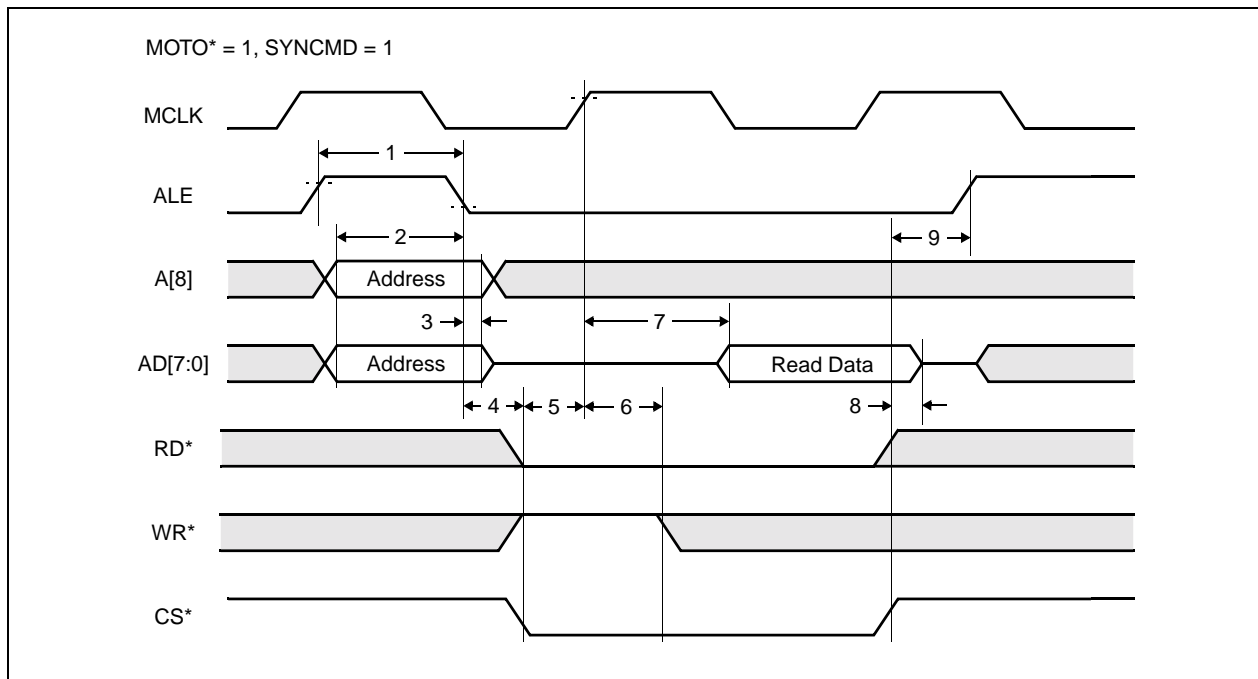 MOTO* = 1, SYNCMD = 1
MCLK
1
ALE
2
9
A[8]
Address
3
7
AD[7:0]
Address
Read Data
4
5
6
8
RD*
WR*
CS*